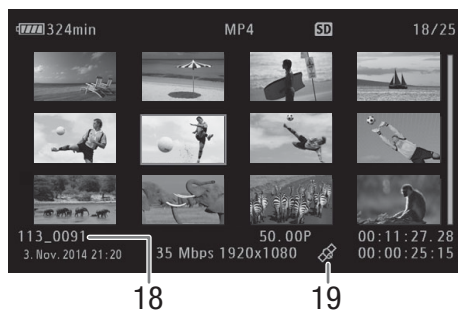 324min MP4 SD 18/25
113_0091 50.00P 00:11:27.28
3. Nov. 2014 21:20 35 Mbps 1920x1080 00:00:25:15
18 19